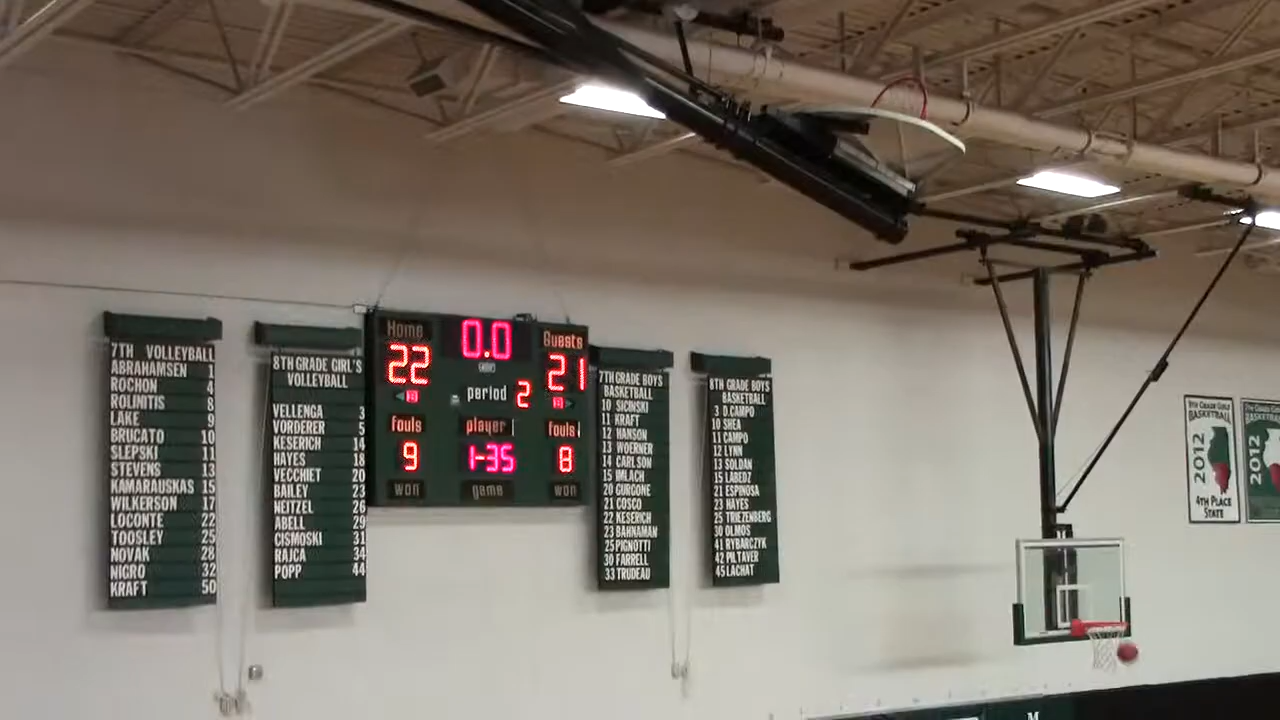 7TH VOLLEYBALL
ABRAHAMSEN 1
ROCHON 4
ROLINITIS 8
LAKE 9
BRUCATO 10
SLEPSKI 11
STEVENS 13
KAMARAUSKAS 15
WILKERSON 17
LOCONTE 22
TOOSLEY 25
NOVAK 28
NIGRO 32
KRAFT 50
8TH GRADE GIRL'S
VOLLEYBALL
VELLENGA 3
VORDERER 5
KESERICH 14
HAYES 18
VECCHIET 20
BAILEY 23
NEITZEL 26
ABELL 29
CISMOSKI 31
RAJCA 34
POPP 44
Home 0.0 Guests
22 21
period 2
fouls player fouls
9 1-35 8
won game won
7TH GRADE BOYS
BASKETBALL
10 SICINSKI
11 KRAFT
12 HANSON
13 WOERNER
14 CARLSON
15 IMLACH
20 GURGONE
21 COSCO
22 KESERICH
23 BAHNAMAN
25 PIGNOTTI
30 FARRELL
33 TRUDEAU
8TH GRADE BOYS
BASKETBALL
3 D.CAMPO
10 SHEA
11 CAMPO
12 LYNN
13 SOLDAN
15 LABEDZ
21 ESPINOSA
23 HAYES
25 TRIEZENBERG
30 OLMOS
41 RYBARCZYK
42 PILTAVER
45 LACHAT
8TH GRADE GIRLS
BASKETBALL
2012
4TH PLACE
STATE
2012
M